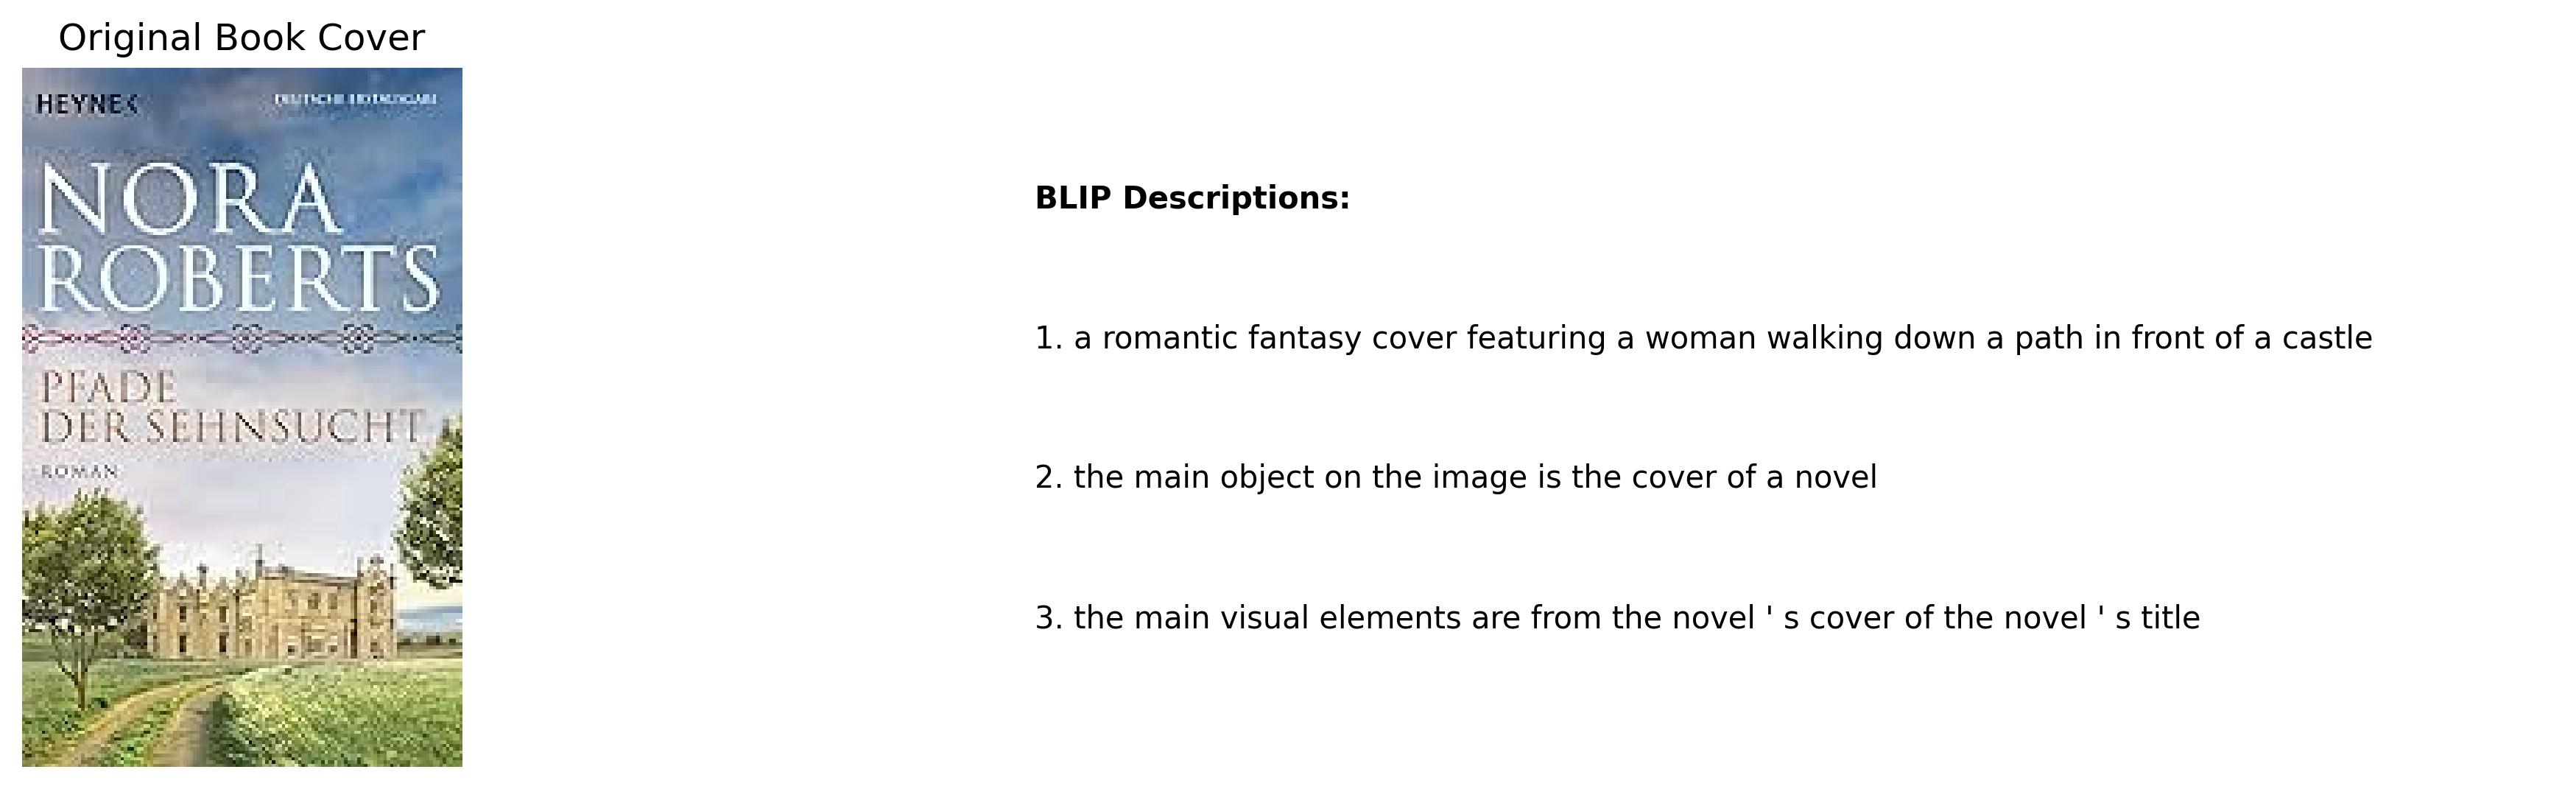 Original Book Cover
HEYNE<
DEUTSCHE ERSTAUSGABE
NORA
ROBERTS
PFADE
DER SEHNSUCHT
ROMAN
BLIP Descriptions:
1. a romantic fantasy cover featuring a woman walking down a path in front of a castle
2. the main object on the image is the cover of a novel
3. the main visual elements are from the novel ' s cover of the novel ' s title